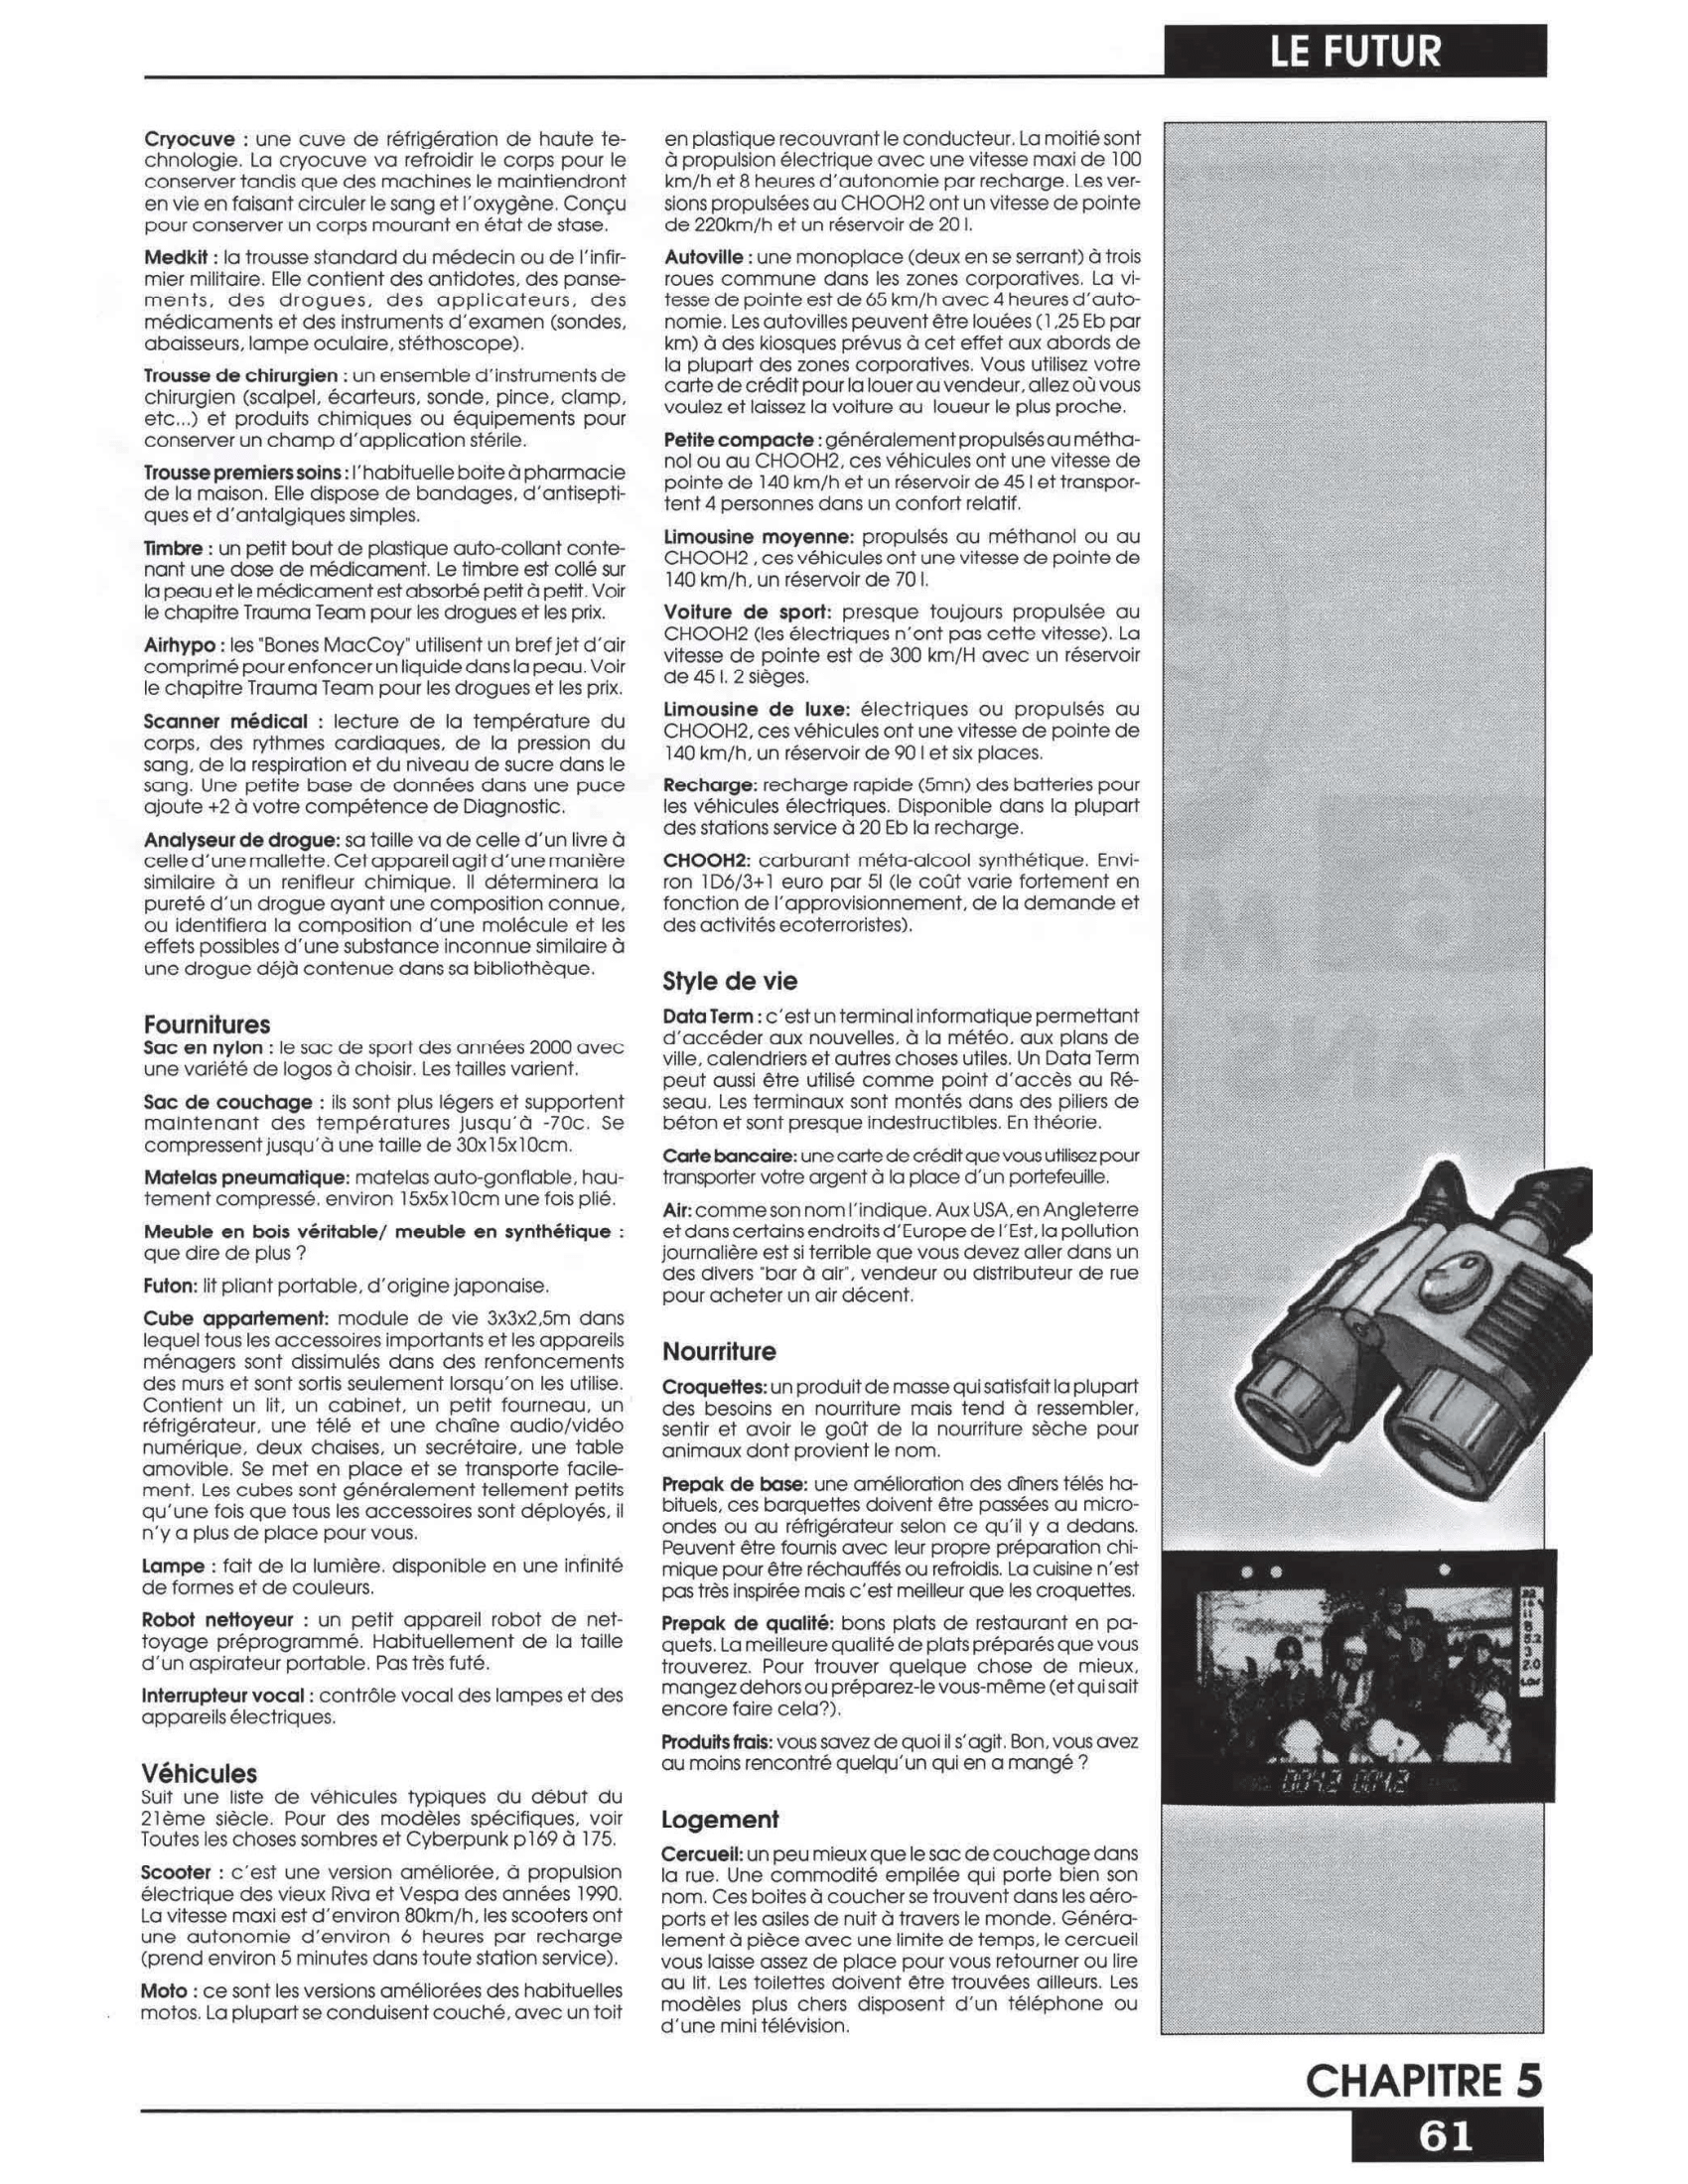 LE FUTUR
Cryocuve : une cuve de réfrigération de haute te-
chnologie. La cryocuve va refroidir le corps pour le
conserver tandis que des machines le maintiendront
en vie en faisant circuler le sang et l'oxygène. Conçu
pour conserver un corps mourant en état de stase.
Medkit : la trousse standard du médecin ou de l'infir-
mier militaire. Elle contient des antidotes, des panse-
ments, des drogues, des applicateurs, des
médicaments et des instruments d'examen (sondes,
abaisseurs, lampe oculaire, stéthoscope).
Trousse de chirurgien : un ensemble d'instruments de
chirurgien (scalpel, écarteurs, sonde, pince, clamp,
etc...) et produits chimiques ou équipements pour
conserver un champ d'application stérile.
Trousse premiers soins : l'habituelle boite à pharmacie
de la maison. Elle dispose de bandages, d'antisepti-
ques et d'antalgiques simples.
Timbre : un petit bout de plastique auto-collant conte-
nant une dose de médicament. Le timbre est collé sur
la peau et le médicament est absorbé petit à petit. Voir
le chapitre Trauma Team pour les drogues et les prix.
Airhypo : les "Bones MacCoy" utilisent un bref jet d'air
comprimé pour enfoncer un liquide dans la peau. Voir
le chapitre Trauma Team pour les drogues et les prix.
Scanner médical : lecture de la température du
corps, des rythmes cardiaques, de la pression du
sang, de la respiration et du niveau de sucre dans le
sang. Une petite base de données dans une puce
ajoute +2 à votre compétence de Diagnostic.
Analyseur de drogue: sa taille va de celle d'un livre à
celle d'une mallette. Cet appareil agit d'une manière
similaire à un renifleur chimique. Il déterminera la
pureté d'un drogue ayant une composition connue,
ou identifiera la composition d'une molécule et les
effets possibles d'une substance inconnue similaire à
une drogue déjà contenue dans sa bibliothèque.
Fournitures
Sac en nylon : le sac de sport des années 2000 avec
une variété de logos à choisir. Les tailles varient.
Sac de couchage : ils sont plus légers et supportent
maintenant des températures jusqu'à -70c. Se
compressent jusqu'à une taille de 30x15x10cm.
Matelas pneumatique: matelas auto-gonflable, hau-
tement compressé, environ 15x5x10cm une fois plié.
Meuble en bois véritable/ meuble en synthétique :
que dire de plus ?
Futon: lit pliant portable, d'origine japonaise.
Cube appartement: module de vie 3x3x2,5m dans
lequel tous les accessoires importants et les appareils
ménagers sont dissimulés dans des renfoncements
des murs et sont sortis seulement lorsqu'on les utilise.
Contient un lit, un cabinet, un petit fourneau, un
réfrigérateur, une télé et une chaîne audio/vidéo
numérique, deux chaises, un secrétaire, une table
amovible. Se met en place et se transporte facile-
ment. Les cubes sont généralement tellement petits
qu'une fois que tous les accessoires sont déployés, il
n'y a plus de place pour vous.
Lampe : fait de la lumière, disponible en une infinité
de formes et de couleurs.
Robot nettoyeur : un petit appareil robot de net-
toyage préprogrammé. Habituellement de la taille
d'un aspirateur portable. Pas très futé.
Interrupteur vocal : contrôle vocal des lampes et des
appareils électriques.
Véhicules
Suit une liste de véhicules typiques du début du
21ème siècle. Pour des modèles spécifiques, voir
Toutes les choses sombres et Cyberpunk p169 à 175.
Scooter : c'est une version améliorée, à propulsion
électrique des vieux Riva et Vespa des années 1990.
La vitesse maxi est d'environ 80km/h, les scooters ont
une autonomie d'environ 6 heures par recharge
(prend environ 5 minutes dans toute station service).
Moto : ce sont les versions améliorées des habituelles
motos. La plupart se conduisent couché, avec un toit
en plastique recouvrant le conducteur. La moitié sont
à propulsion électrique avec une vitesse maxi de 100
km/h et 8 heures d'autonomie par recharge. Les ver-
sions propulsées au CHOOH2 ont un vitesse de pointe
de 220km/h et un réservoir de 20 l.
Autoville : une monoplace (deux en se serrant) à trois
roues commune dans les zones corporatives. La vi-
tesse de pointe est de 65 km/h avec 4 heures d'auto-
nomie. Les autovilles peuvent être louées (1,25 Eb par
km) à des kiosques prévus à cet effet aux abords de
la plupart des zones corporatives. Vous utilisez votre
carte de crédit pour la louer au vendeur, allez où vous
voulez et laissez la voiture au loueur le plus proche.
Petite compacte : généralement propulsés au métha-
nol ou au CHOOH2, ces véhicules ont une vitesse de
pointe de 140 km/h et un réservoir de 45 l et transpor-
tent 4 personnes dans un confort relatif.
Limousine moyenne: propulsés au méthanol ou au
CHOOH2 , ces véhicules ont une vitesse de pointe de
140 km/h, un réservoir de 70 l.
Voiture de sport: presque toujours propulsée au
CHOOH2 (les électriques n'ont pas cette vitesse). La
vitesse de pointe est de 300 km/H avec un réservoir
de 45 l. 2 sièges.
Limousine de luxe: électriques ou propulsés au
CHOOH2, ces véhicules ont une vitesse de pointe de
140 km/h, un réservoir de 90 l et six places.
Recharge: recharge rapide (5mn) des batteries pour
les véhicules électriques. Disponible dans la plupart
des stations service à 20 Eb la recharge.
CHOOH2: carburant méta-alcool synthétique. Envi-
ron 1D6/3+1 euro par 5l (le coût varie fortement en
fonction de l'approvisionnement, de la demande et
des activités ecoterroristes).
Style de vie
Data Term : c'est un terminal informatique permettant
d'accéder aux nouvelles, à la météo, aux plans de
ville, calendriers et autres choses utiles. Un Data Term
peut aussi être utilisé comme point d'accès au Ré-
seau. Les terminaux sont montés dans des piliers de
béton et sont presque indestructibles. En théorie.
Carte bancaire: une carte de crédit que vous utilisez pour
transporter votre argent à la place d'un portefeuille.
Air: comme son nom l'indique. Aux USA, en Angleterre
et dans certains endroits d'Europe de l'Est, la pollution
journalière est si terrible que vous devez aller dans un
des divers "bar à air", vendeur ou distributeur de rue
pour acheter un air décent.
Nourriture
Croquettes: un produit de masse qui satisfait la plupart
des besoins en nourriture mais tend à ressembler,
sentir et avoir le goût de la nourriture sèche pour
animaux dont provient le nom.
Prepak de base: une amélioration des dîners télés ha-
bituels, ces barquettes doivent être passées au micro-
ondes ou au réfrigérateur selon ce qu'il y a dedans.
Peuvent être fournis avec leur propre préparation chi-
mique pour être réchauffés ou refroidis. La cuisine n'est
pas très inspirée mais c'est meilleur que les croquettes.
Prepak de qualité: bons plats de restaurant en pa-
quets. La meilleure qualité de plats préparés que vous
trouverez. Pour trouver quelque chose de mieux,
mangez dehors ou préparez-le vous-même (et qui sait
encore faire cela?).
Produits frais: vous savez de quoi il s'agit. Bon, vous avez
au moins rencontré quelqu'un qui en a mangé ?
Logement
Cercueil: un peu mieux que le sac de couchage dans
la rue. Une commodité empilée qui porte bien son
nom. Ces boites à coucher se trouvent dans les aéro-
ports et les asiles de nuit à travers le monde. Généra-
lement à pièce avec une limite de temps, le cercueil
vous laisse assez de place pour vous retourner ou lire
au lit. Les toilettes doivent être trouvées ailleurs. Les
modèles plus chers disposent d'un téléphone ou
d'une mini télévision.
CHAPITRE 5
61